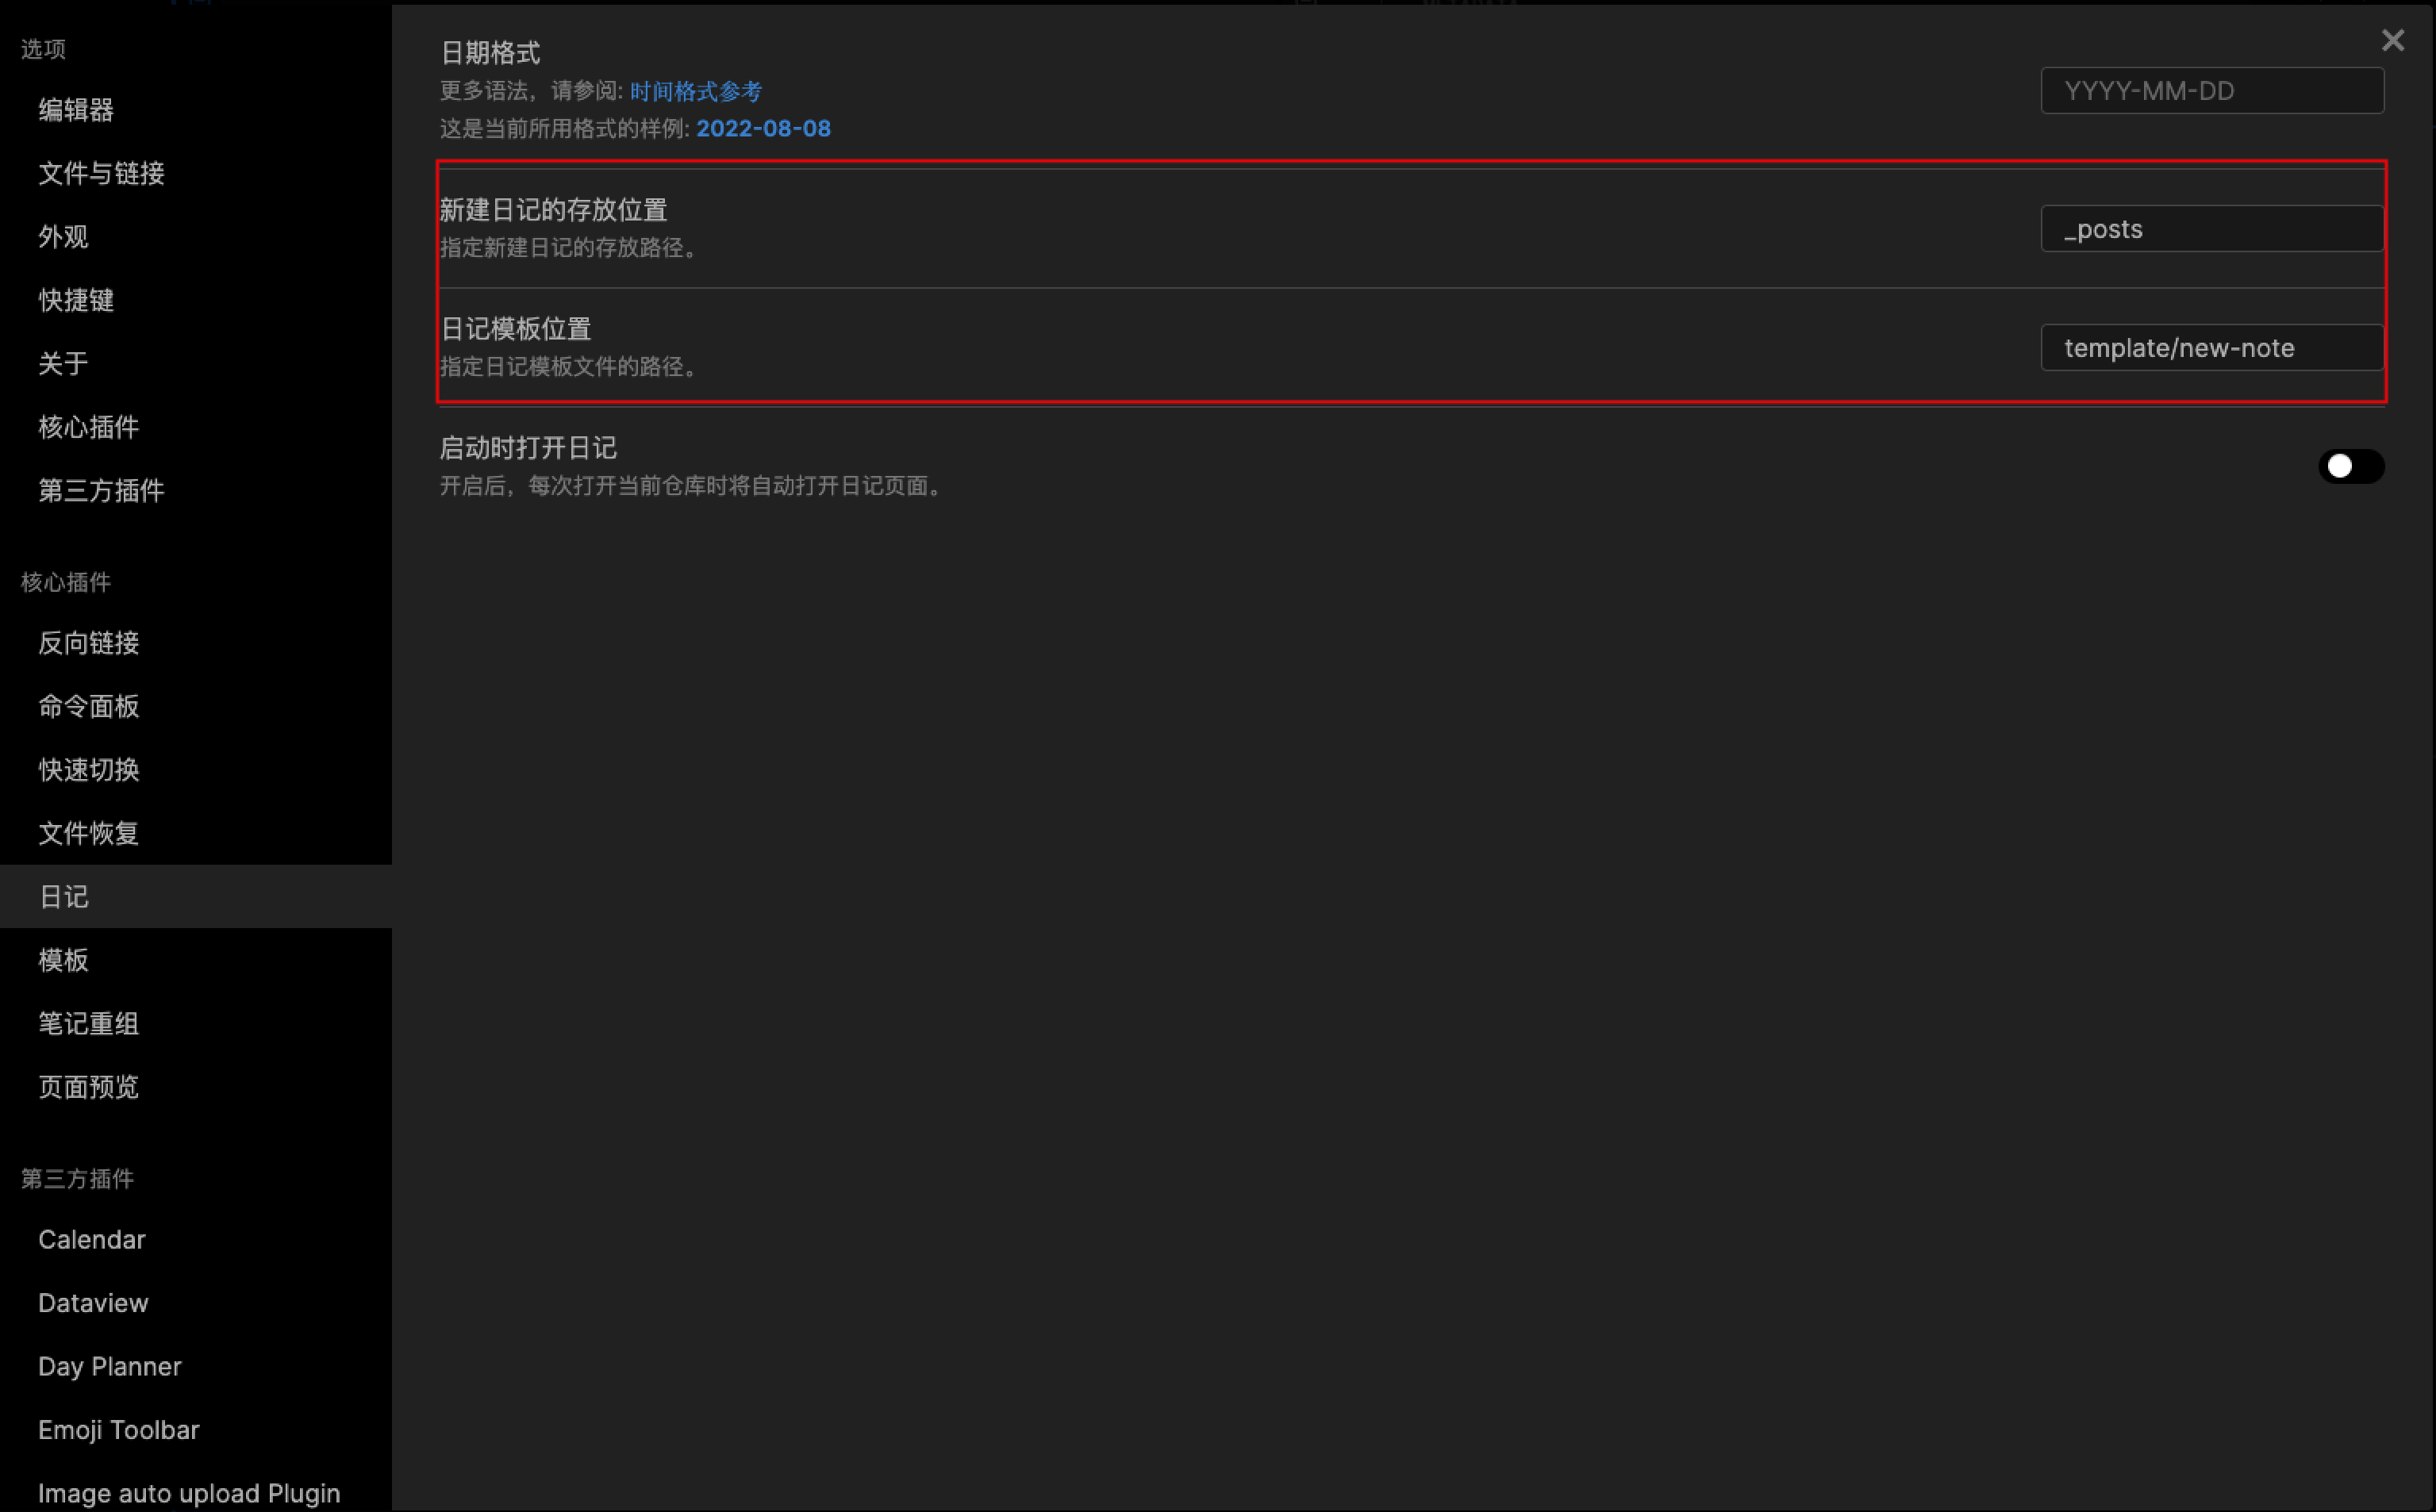 选项
编辑器
文件与链接
外观
快捷键
关于
核心插件
第三方插件
核心插件
反向链接
命令面板
快速切换
文件恢复
日记
模板
笔记重组
页面预览
第三方插件
Calendar
Dataview
Day Planner
Emoji Toolbar
Image auto upload Plugin
日期格式
更多语法，请参阅: 时间格式参考
这是当前所用格式的样例: 2022-08-08
YYYY-MM-DD
新建日记的存放位置
指定新建日记的存放路径。
_posts
日记模板位置
指定日记模板文件的路径。
template/new-note
启动时打开日记
开启后，每次打开当前仓库时将自动打开日记页面。